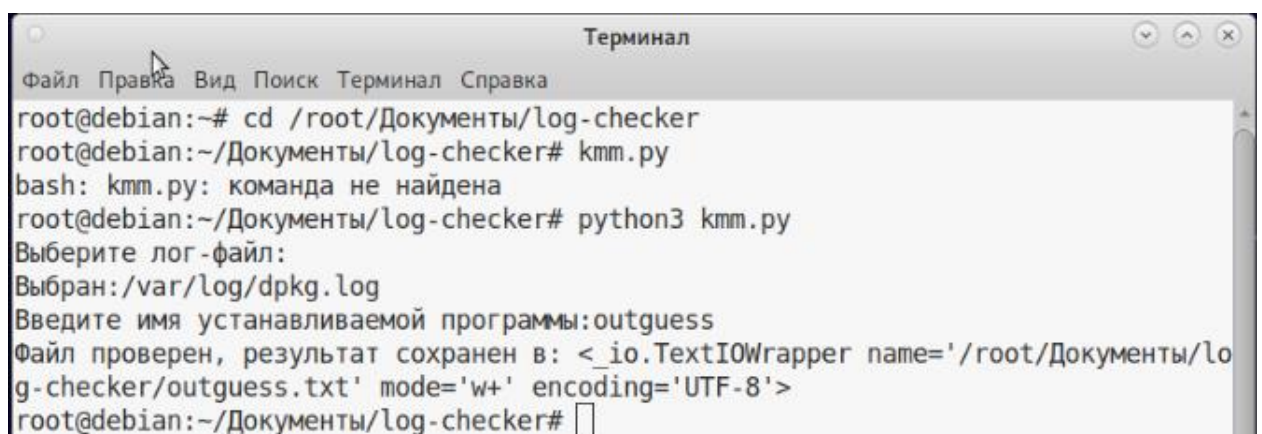 Терминал
Файл Правка Вид Поиск Терминал Справка
root@debian:~# cd /root/Документы/log-checker
root@debian:~/Документы/log-checker# kmm.py
bash: kmm.py: команда не найдена
root@debian:~/Документы/log-checker# python3 kmm.py
Выберите лог-файл:
Выбран:/var/log/dpkg.log
Введите имя устанавливаемой программы:outguess
Файл проверен, результат сохранен в: <_io.TextIOWrapper name='/root/Документы/lo
g-checker/outguess.txt' mode='w+' encoding='UTF-8'>
root@debian:~/Документы/log-checker#